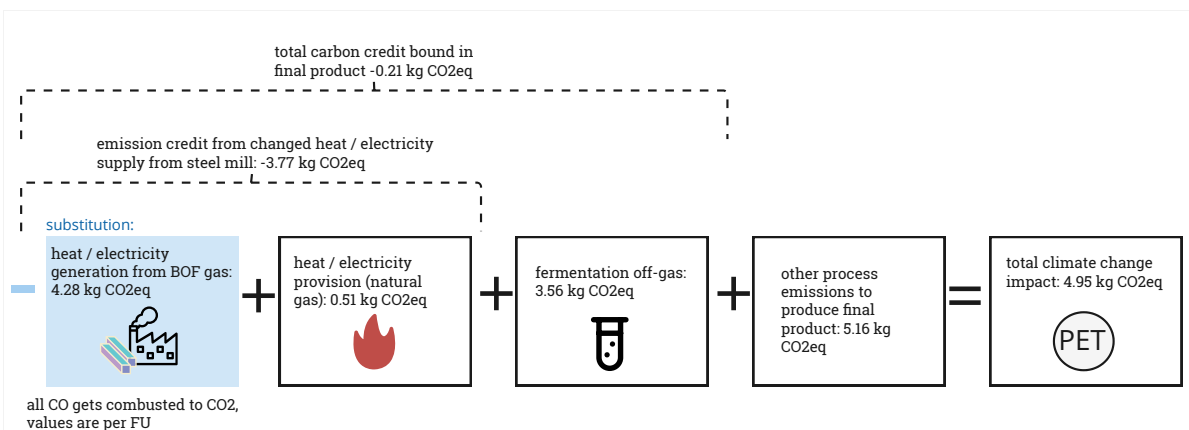 total carbon credit bound in
final product -0.21 kg CO2eq
emission credit from changed heat / electricity
supply from steel mill: -3.77 kg CO2eq
substitution:
heat / electricity
generation from BOF gas:
4.28 kg CO2eq
+
heat / electricity
provision (natural
gas): 0.51 kg CO2eq
+
fermentation off-gas:
3.56 kg CO2eq
+
other process
emissions to
produce final
product: 5.16 kg
CO2eq
=
total climate change
impact: 4.95 kg CO2eq
PET
all CO gets combusted to CO2,
values are per FU